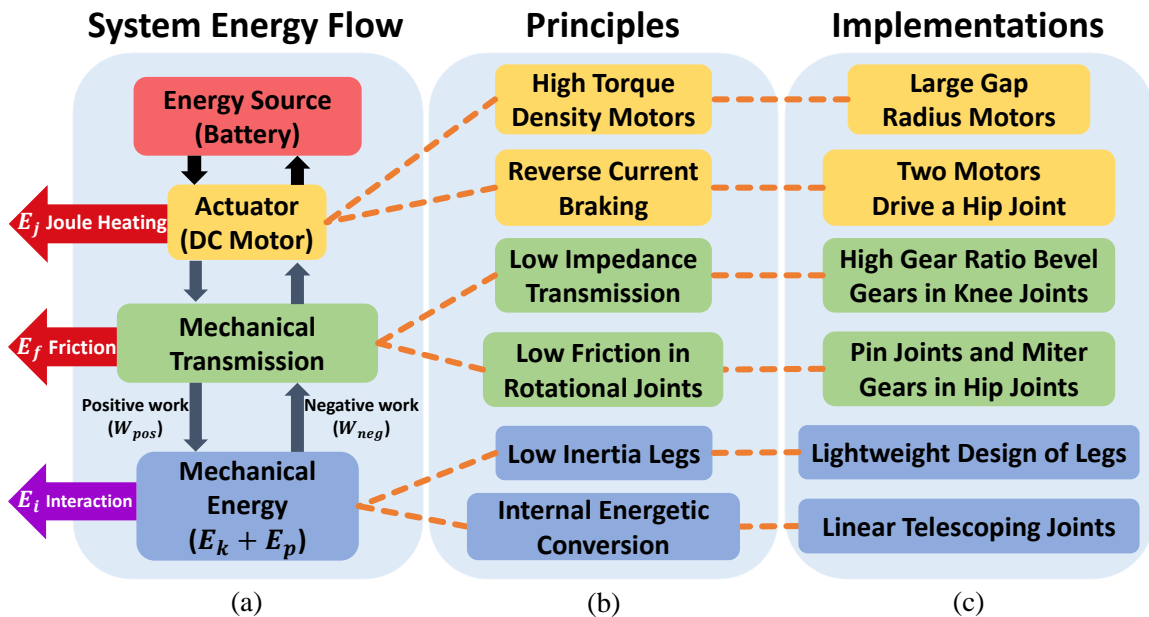 System Energy Flow
Energy Source
(Battery)
Actuator
(DC Motor)
E_j Joule Heating
Mechanical
Transmission
E_f Friction
Positive work
(W_pos)
Negative work
(W_neg)
Mechanical
Energy
(E_k + E_p)
E_i Interaction
(a)
Principles
High Torque
Density Motors
Reverse Current
Braking
Low Impedance
Transmission
Low Friction in
Rotational Joints
Low Inertia Legs
Internal Energetic
Conversion
(b)
Implementations
Large Gap
Radius Motors
Two Motors
Drive a Hip Joint
High Gear Ratio Bevel
Gears in Knee Joints
Pin Joints and Miter
Gears in Hip Joints
Lightweight Design of Legs
Linear Telescoping Joints
(c)